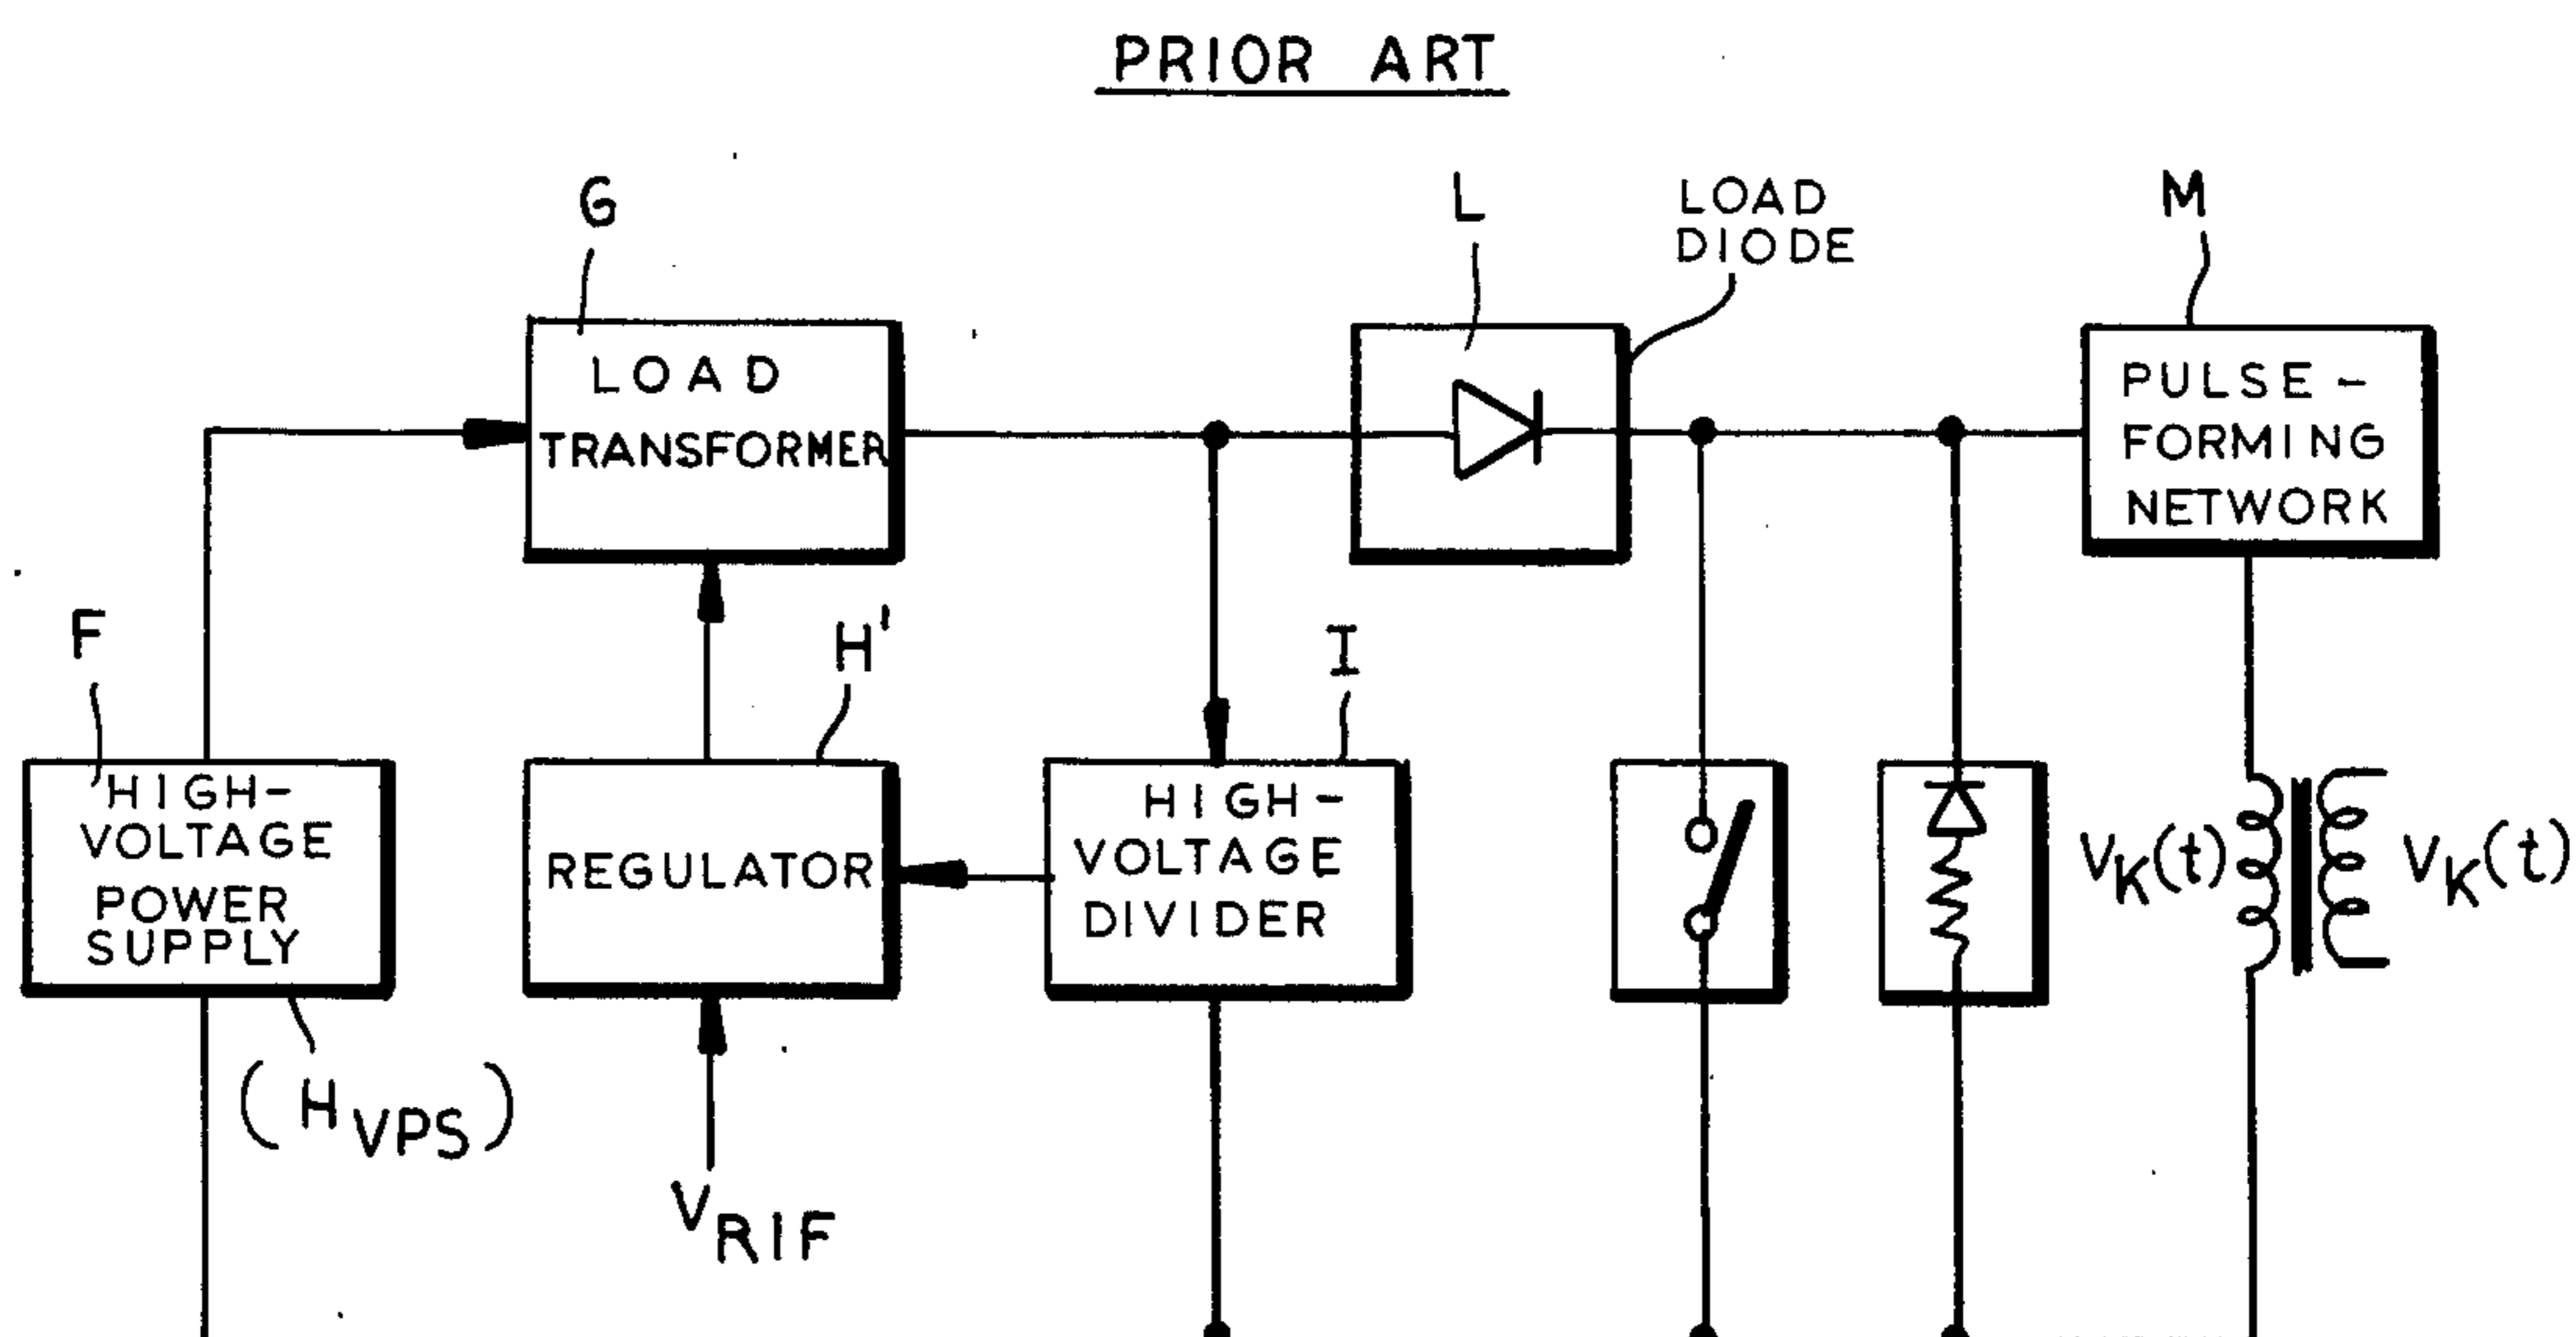 PRIOR ART
G
L
LOAD
DIODE
M
LOAD
TRANSFORMER
PULSE-
FORMING
NETWORK
F
H'
I
HIGH-
VOLTAGE
POWER
SUPPLY
REGULATOR
HIGH-
VOLTAGE
DIVIDER
VK(t)
VK(t)
(HVPS)
VRIF